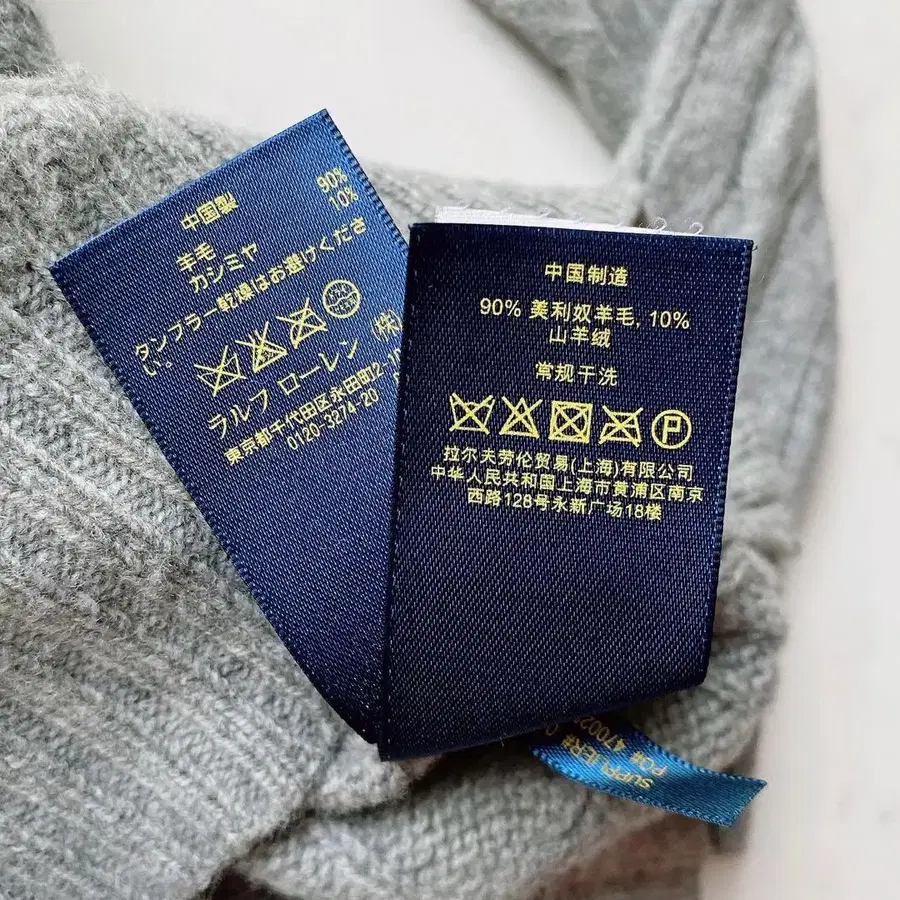 中国製
羊毛 90%
カシミヤ 10%
タンブラー乾燥はお避けくださ
い。
ラルフ ローレン (株)
東京都千代田区永田町2-1
0120-3274-20
中国制造
90% 美利奴羊毛, 10%
山羊绒
常规干洗
P
拉尔夫劳伦贸易(上海)有限公司
中华人民共和国上海市黄浦区南京
西路128号永新广场18楼
SUPPLIER# 0
PO# 4700